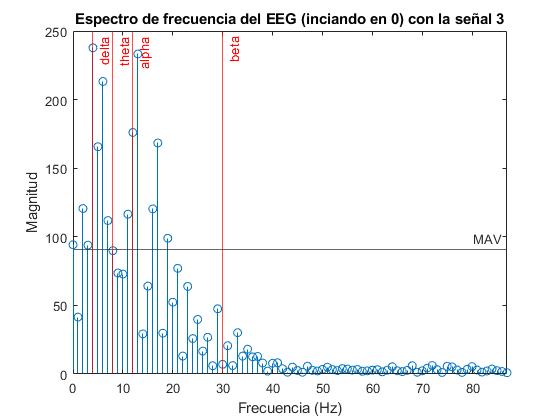 Espectro de frecuencia del EEG (inciando en 0) con la señal 3
250
200
150
100
50
0
Magnitud
delta
theta
alpha
beta
MAV
0 10 20 30 40 50 60 70 80
Frecuencia (Hz)